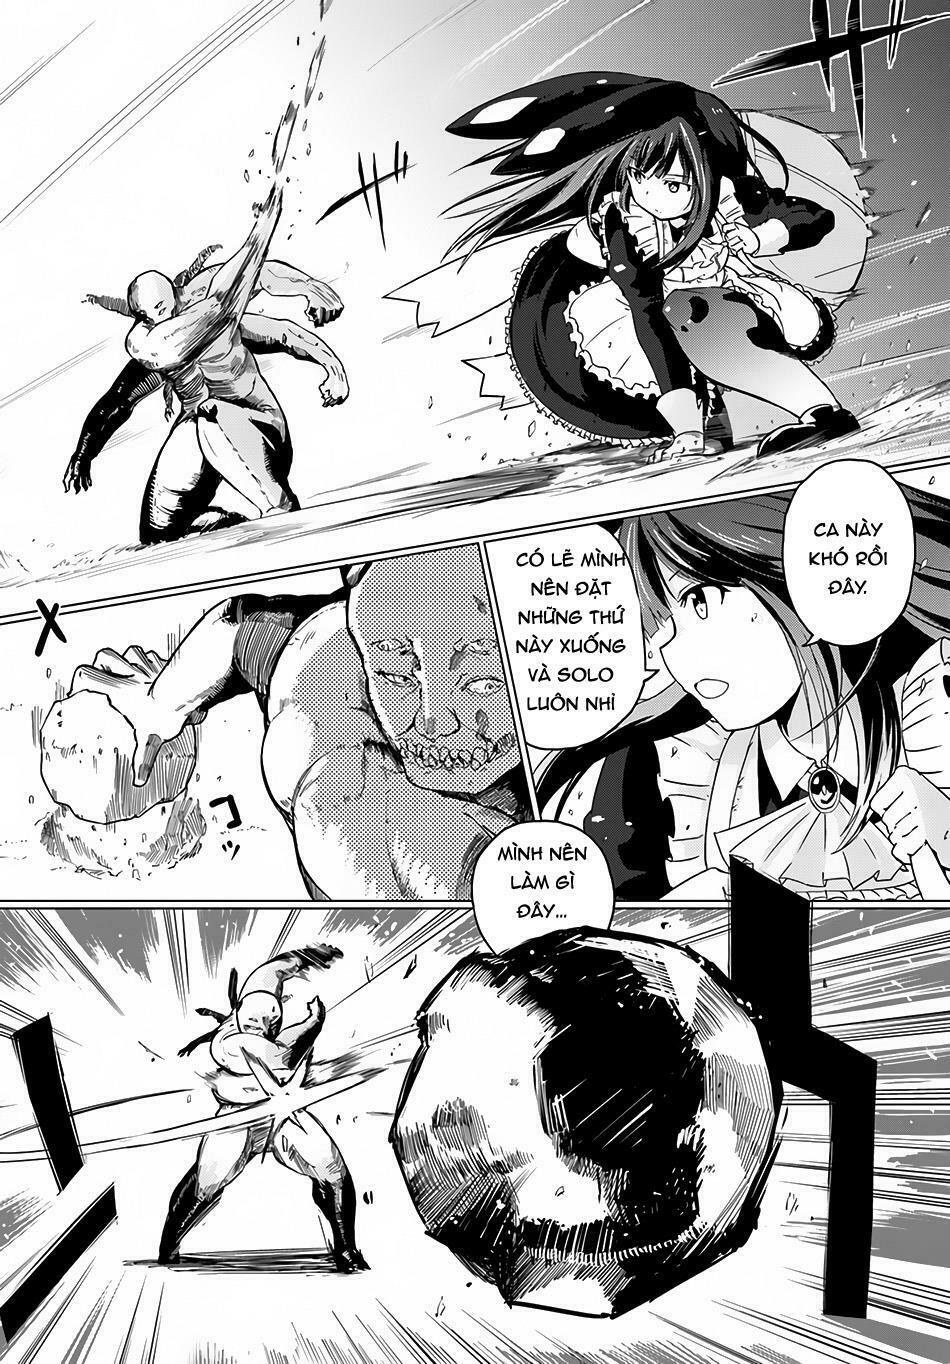 CA NÀY
KHÓ RỒI
ĐÂY.
CÓ LẼ MÌNH
NÊN ĐẶT
NHỮNG THỨ
NÀY XUỐNG
VÀ SOLO
LUÔN NHỈ
MÌNH NÊN
LÀM GÌ
ĐÂY...